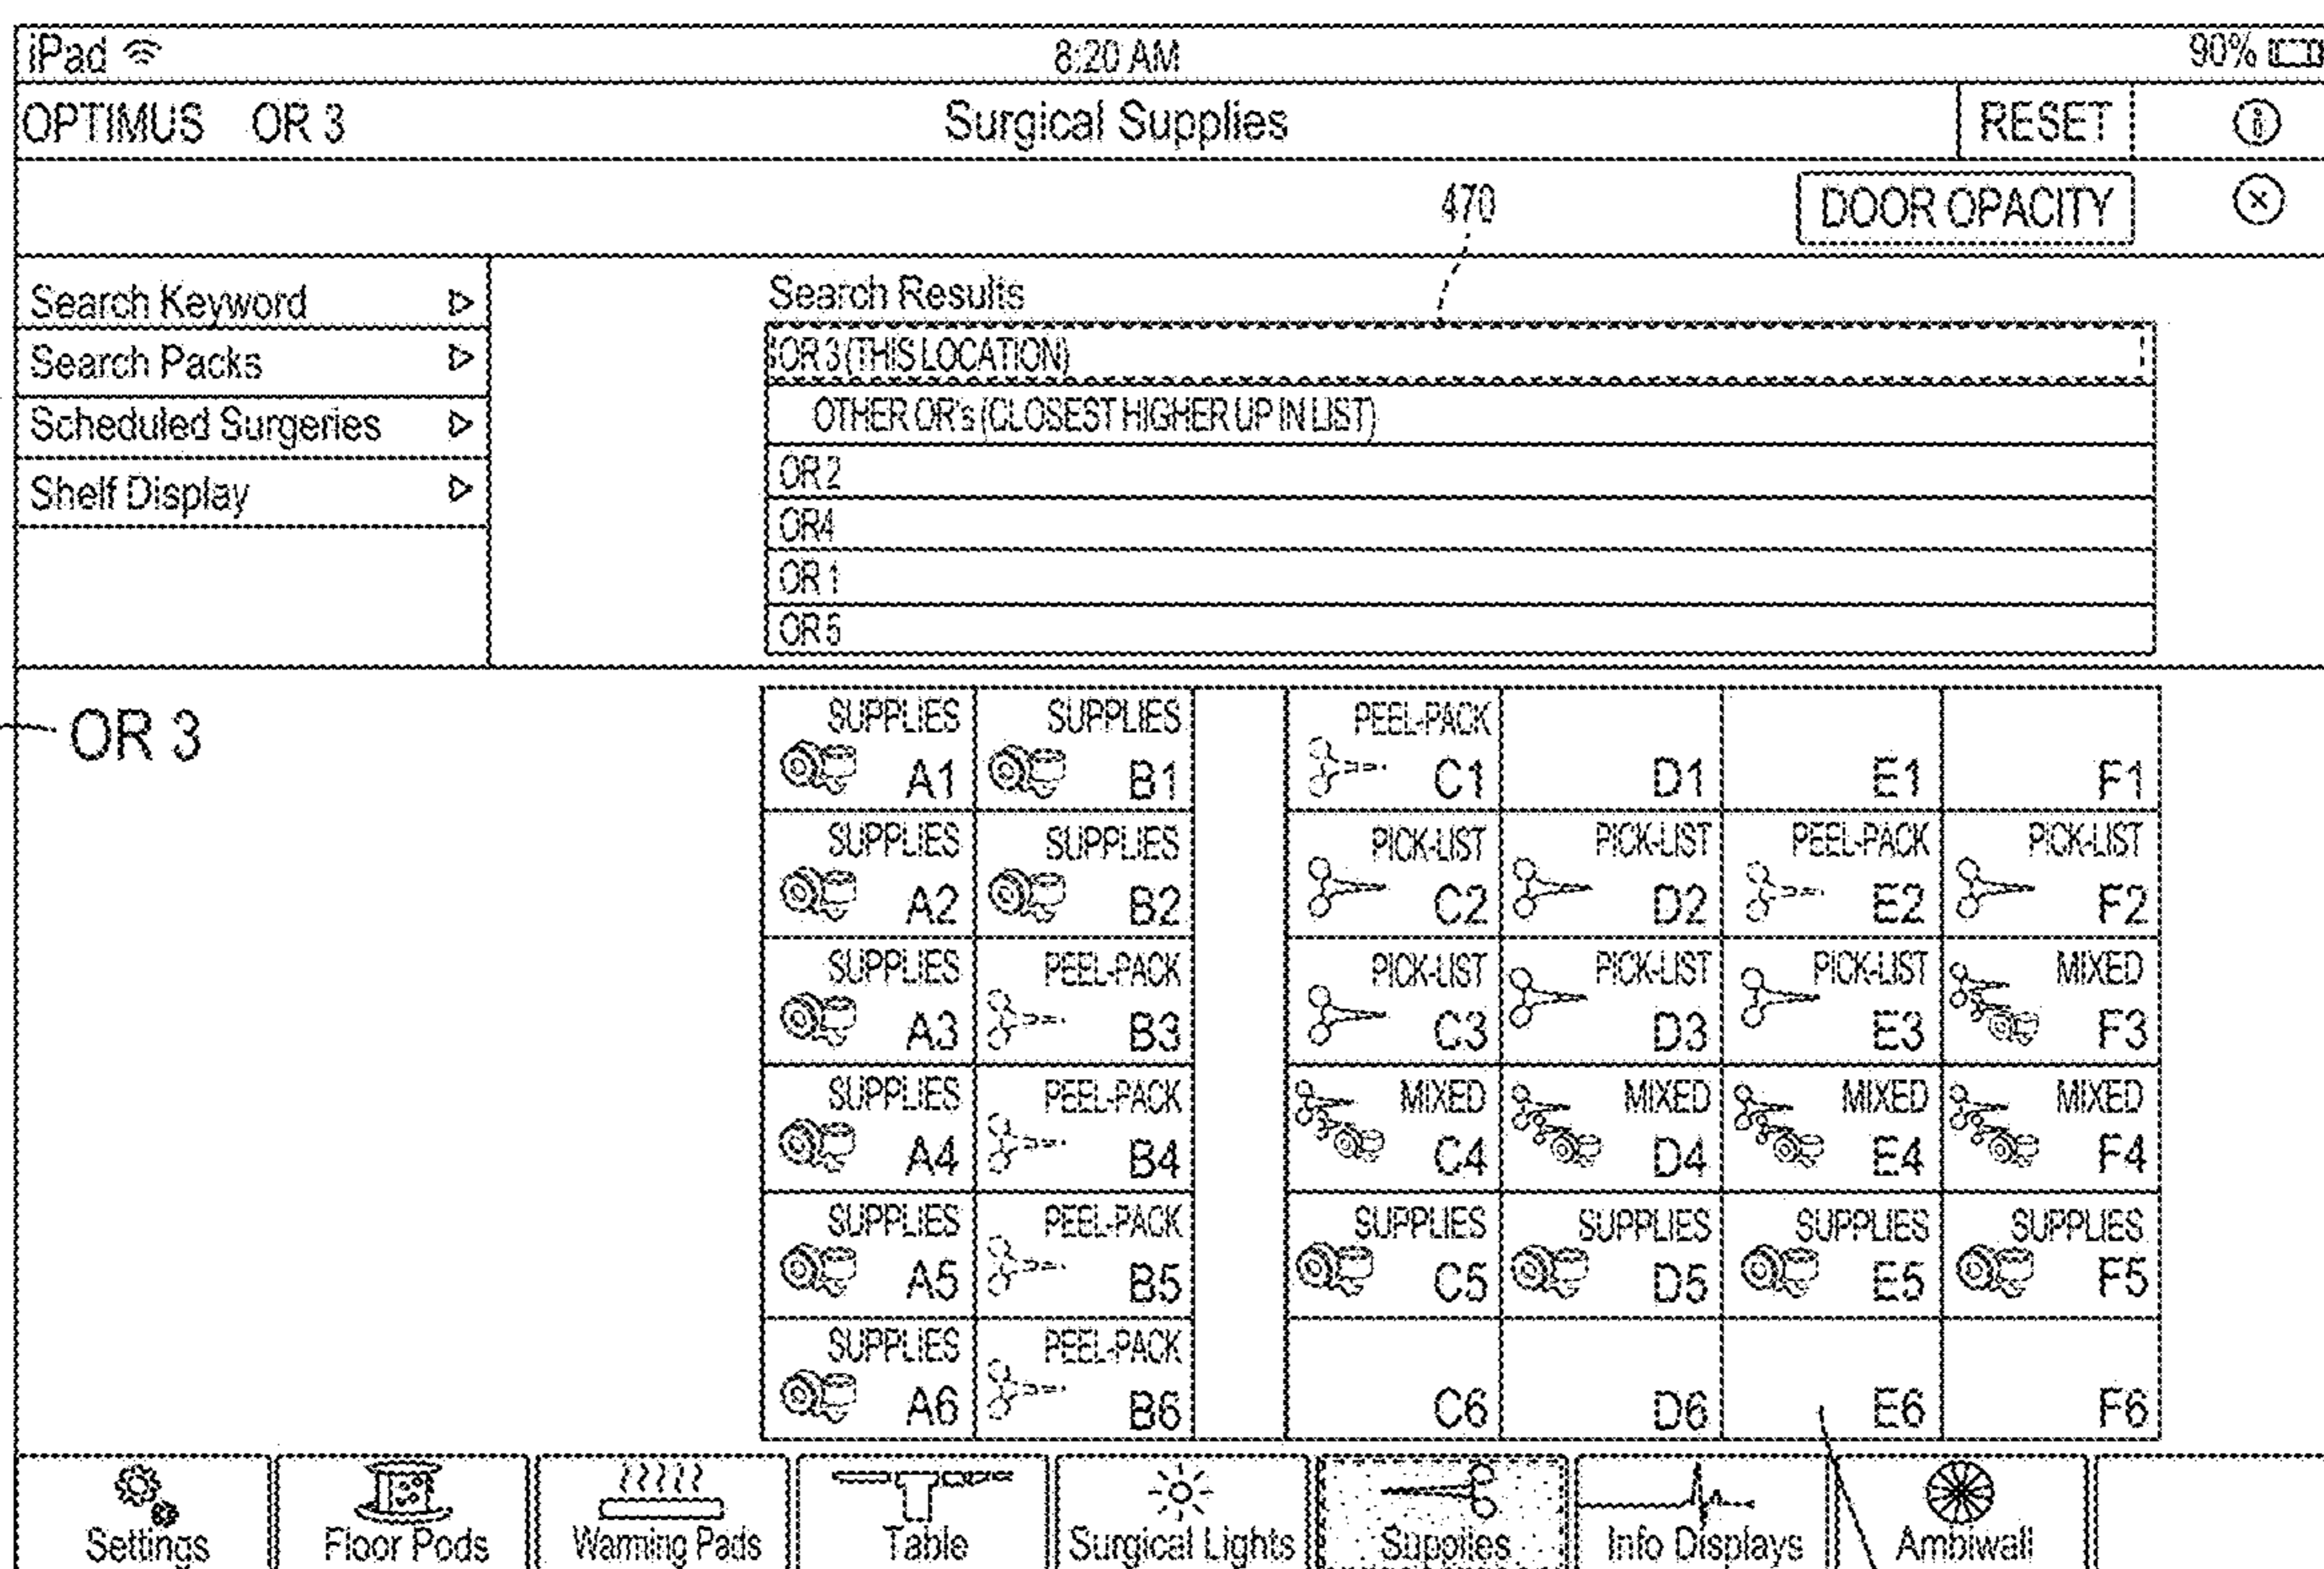 iPad 8:20 AM 90%
OPTIMUS OR 3 Surgical Supplies RESET i
470 DOOR OPACITY
Search Keyword
Search Packs
Scheduled Surgeries
Shelf Display
Search Results
OR 3 (THIS LOCATION)
OTHER OR's (CLOSEST HIGHER UP IN LIST)
OR 2
OR4
OR 1
OR 5
OR 3
SUPPLIES SUPPLIES PEEL-PACK
A1 B1 C1 D1 E1 F1
SUPPLIES SUPPLIES PICK-LIST PICK-LIST PEEL-PACK PICK-LIST
A2 B2 C2 D2 E2 F2
SUPPLIES PEEL-PACK PICK-LIST PICK-LIST PICK-LIST MIXED
A3 B3 C3 D3 E3 F3
SUPPLIES PEEL-PACK MIXED MIXED MIXED MIXED
A4 B4 C4 D4 E4 F4
SUPPLIES PEEL-PACK SUPPLIES SUPPLIES SUPPLIES SUPPLIES
A5 B5 C5 D5 E5 F5
SUPPLIES PEEL-PACK
A6 B6 C6 D6 E6 F6
Settings Floor Pods Warming Pads Table Surgical Lights Supplies Info Displays Ambiwall